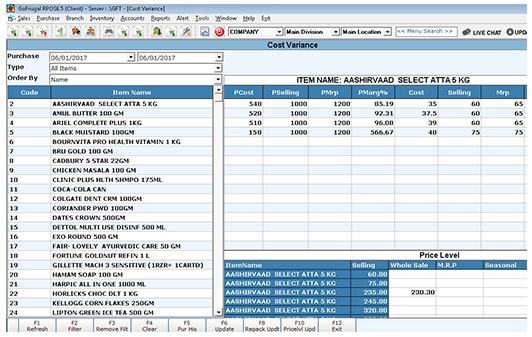 GoFrugal RPOS6.5 (Client) - Server : .\GFT - [Cost Variance]
Sales Purchase Branch Inventory Accounts Reports Alert Tools Window Help Exit
COMPANY Main Division Main Location << Menu Search >> LIVE CHAT
Cost Variance
Purchase 06/01/2017 06/01/2017
Type All Items
Order By Name
ITEM NAME: AASHIRVAAD SELECT ATTA 5 KG
Code Item Name PCost PSelling PMrp PMarg% Cost Selling Mrp
2 AASHIRVAAD SELECT ATTA 5 KG 540 1000 1200 85.19 35 60 65
3 AMUL BUTTER 100 GM 520 1000 1200 92.31 37.5 60 65
4 ARIEL COMPLETE PLUS 1KG 510 1000 1200 96.08 39 60 65
5 BLACK MUISTARD 100GM 150 1000 1200 566.67 40 75 75
6 BOURNVITA PRO HEALTH VITAMIN 1 KG
7 BRU GOLD 100 GM
8 CADBURY 5 STAR 22GM
9 CHICKEN MASALA 100 GM
10 CLINIC PLUS HLTH SHMPO 175ML
11 COCA-COLA CAN
12 COLGATE DENT CRM 100GM
13 CORIANDER PWD 100GM
14 DATES CROWN 500GM
15 DETTOL MULTI USE DISINF 500 ML
16 EXO ROUND 500 GM
17 FAIR- LOVELY AYURVEDIC CARE 50 GM
18 FORTUNE GOLDNUT REFIN 1 L
19 GILLETTE MACH 3 SENSITIVE (1RZR+ 1CARTD)
20 HAMAM SOAP 100 GM
21 HARPIC ALL IN ONE 1000 ML
22 HORLICKS CHOC DLT 1 KG
23 KELLOGG CORN FLAKES 250GM
24 LIPTON GREEN ICE TEA 500 GM
Price Level
ItemName Selling Whole Sale M.R.P Seasonal
AASHIRVAAD SELECT ATTA 5 KG 60.00
AASHIRVAAD SELECT ATTA 5 KG 75.00
AASHIRVAAD SELECT ATTA 5 KG 235.00 230.30
AASHIRVAAD SELECT ATTA 5 KG 245.00
AASHIRVAAD SELECT ATTA 5 KG 320.00
F1 F2 F3 F4 F5 F6 F8 F10 F12
Refresh Filter Remove Filt Clear Pur His Update Repack Updt Pricelvl Upd Exit